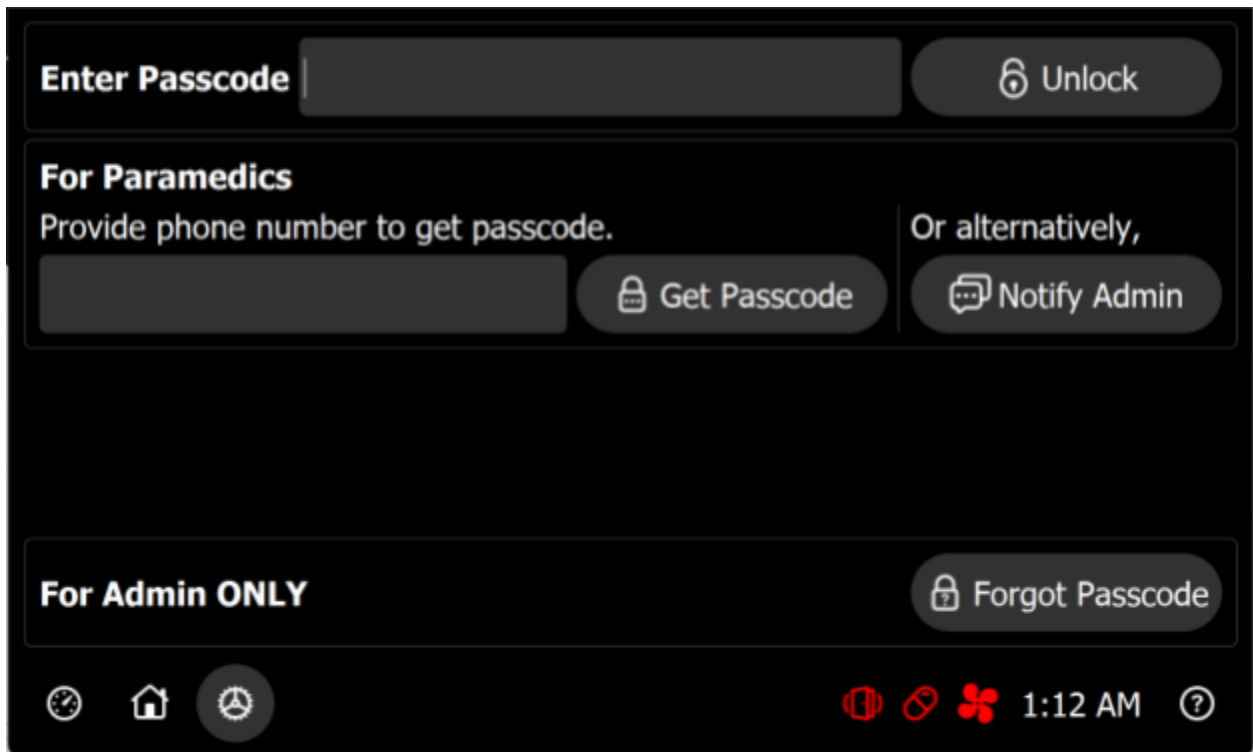 Enter Passcode
Unlock
For Paramedics
Provide phone number to get passcode.
Or alternatively,
Get Passcode
Notify Admin
For Admin ONLY
Forgot Passcode
1:12 AM